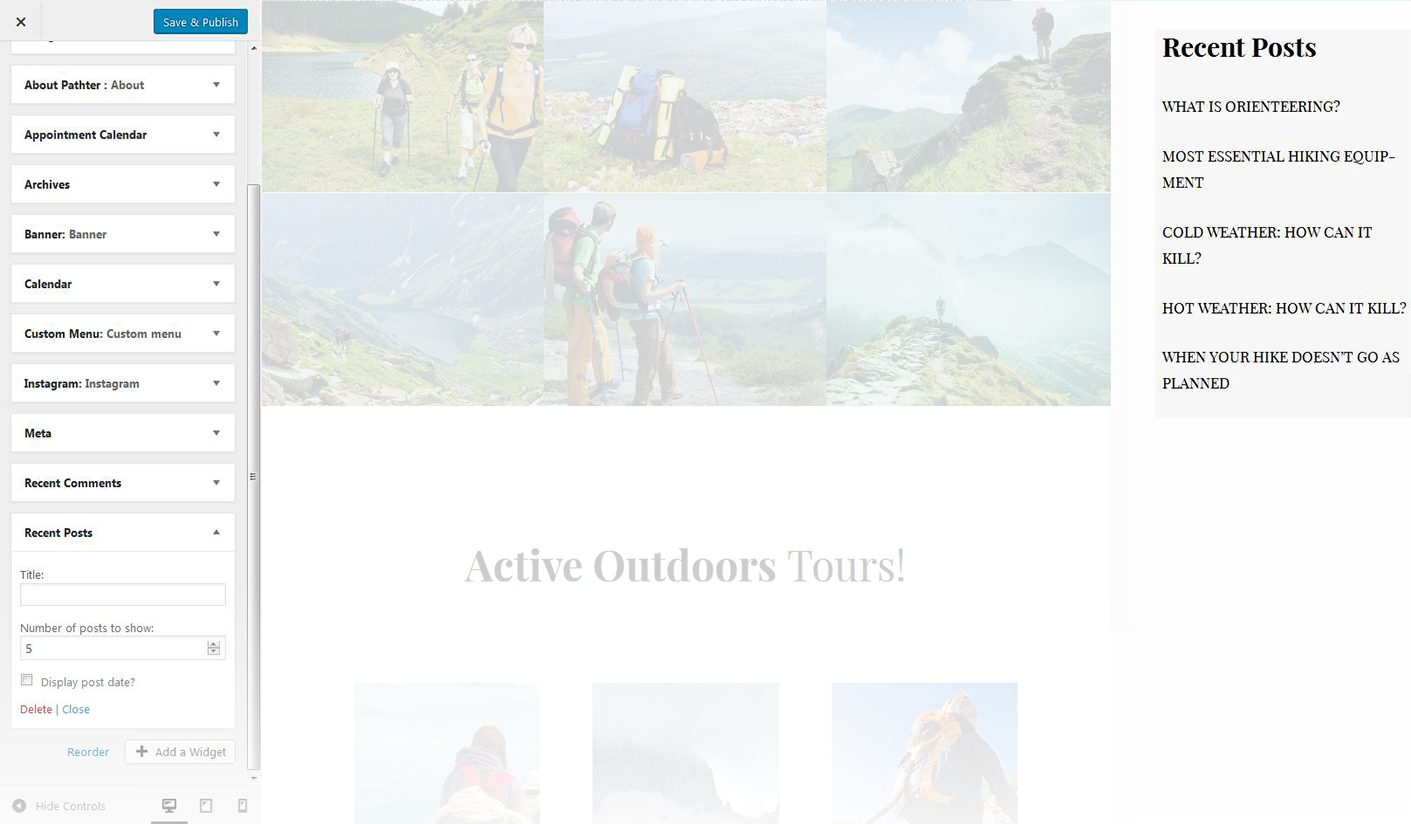 Save & Publish
About Pathter : About
Appointment Calendar
Archives
Banner: Banner
Calendar
Custom Menu: Custom menu
Instagram: Instagram
Meta
Recent Comments
Recent Posts
Title:
Number of posts to show:
5
Display post date?
Delete | Close
Reorder
Add a Widget
Hide Controls
Active Outdoors Tours!
Recent Posts
WHAT IS ORIENTEERING?
MOST ESSENTIAL HIKING EQUIP-
MENT
COLD WEATHER: HOW CAN IT
KILL?
HOT WEATHER: HOW CAN IT KILL?
WHEN YOUR HIKE DOESN'T GO AS
PLANNED